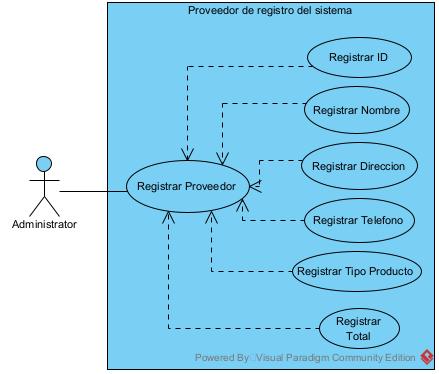 Proveedor de registro del sistema
Registrar ID
Registrar Nombre
Registrar Direccion
Registrar Proveedor
Registrar Telefono
Administrator
Registrar Tipo Producto
Registrar
Total
Powered By Visual Paradigm Community Edition